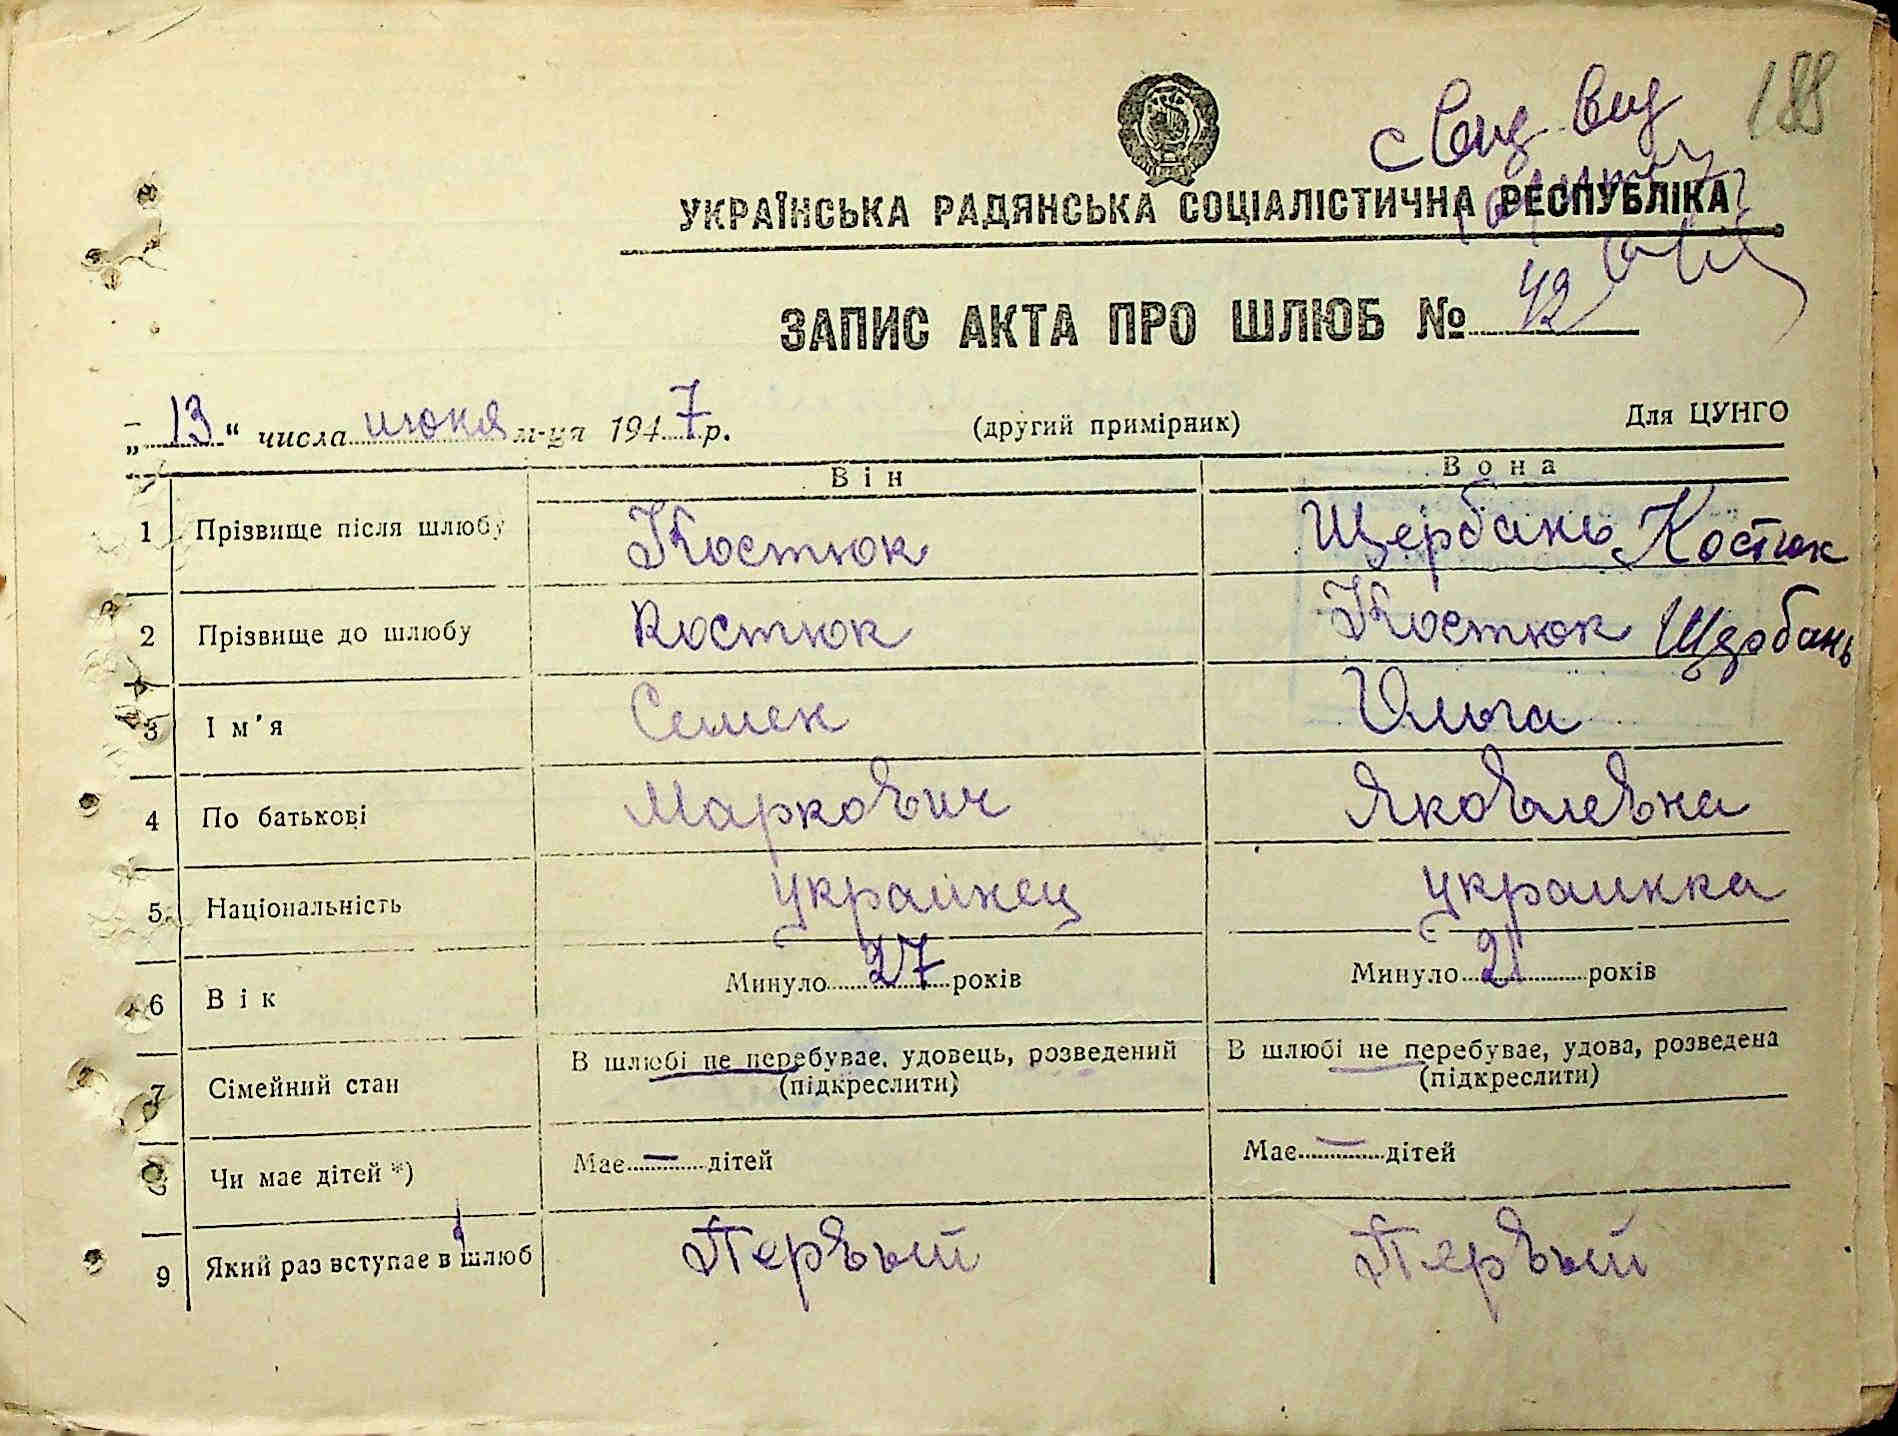 188
УКРАЇНСЬКА РАДЯНСЬКА СОЦІАЛІСТИЧНА РЕСПУБЛІКА
ЗАПИС АКТА ПРО ШЛЮБ № 42
„13“ числа июня м-ця 1947 р. (другий примірник) Для ЦУНГО
Він Вона
1 Прізвище після шлюбу Костюк Щербань Костюк
2 Прізвище до шлюбу Костюк Костюк Щербань
3 Ім'я Семен Ольга
4 По батькові Маркович Яковлевна
5 Національність украинец украинка
6 Вік Минуло 27 років Минуло 21 років
7 Сімейний стан В шлюбі не перебуває, удовець, розведений (підкреслити) В шлюбі не перебуває, удова, розведена (підкреслити)
8 Чи має дітей *) Має — дітей Має — дітей
9 Який раз вступає в шлюб Первый Первый